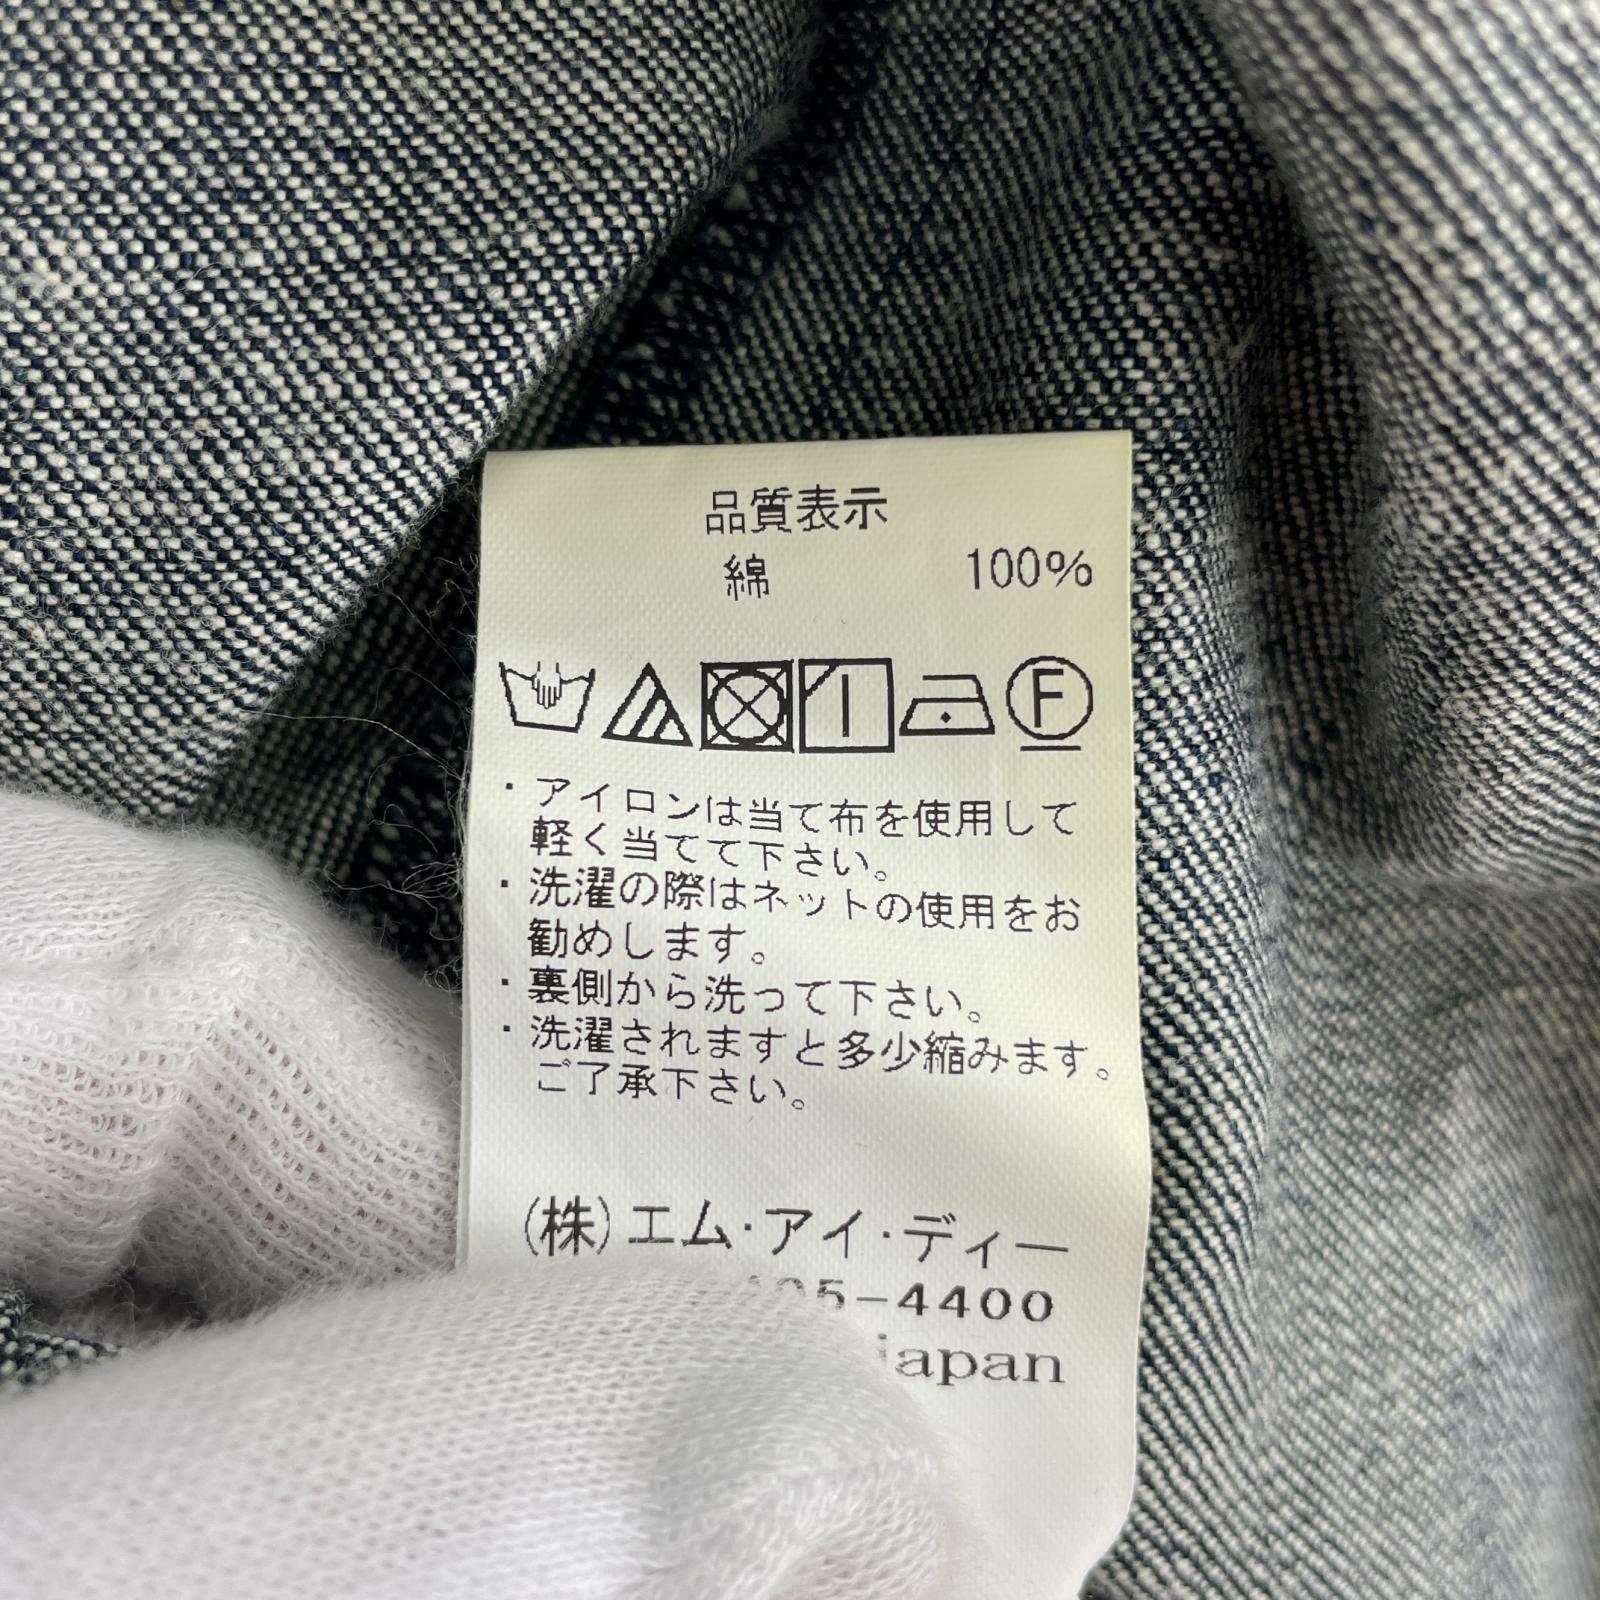 品質表示
綿 100%
F
・アイロンは当て布を使用して
軽く当てて下さい。
・洗濯の際はネットの使用をお
勧めします。
・裏側から洗って下さい。
・洗濯されますと多少縮みます。
ご了承下さい。
(株)エム・アイ・ディー
5-4400
japan